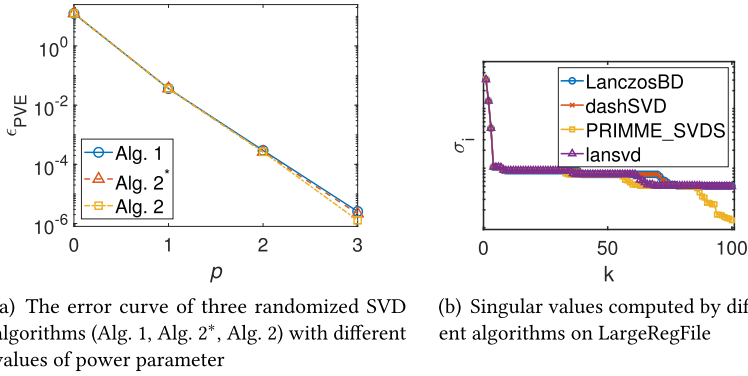 10^0
10^-2
10^-4
10^-6
ϵ_PVE
Alg. 1
Alg. 2*
Alg. 2
0 1 2 3
p
σ_i
LanczosBD
dashSVD
PRIMME_SVDS
lansvd
0 50 100
k
a) The error curve of three randomized SVD
algorithms (Alg. 1, Alg. 2*, Alg. 2) with different
values of power parameter
(b) Singular values computed by dif
ent algorithms on LargeRegFile